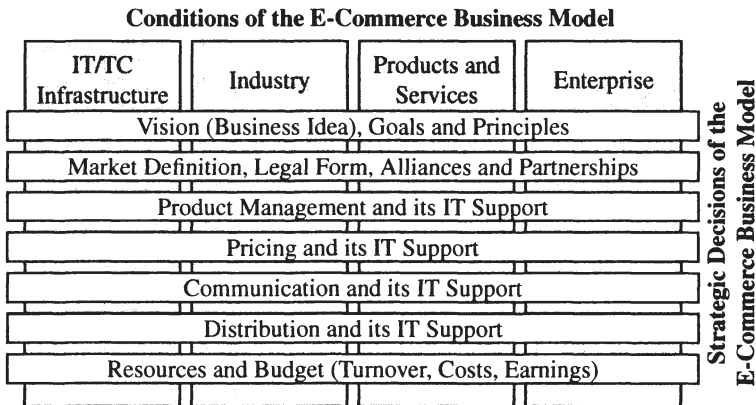 Conditions of the E-Commerce Business Model
IT/TC
Infrastructure
Industry
Products and
Services
Enterprise
Vision (Business Idea), Goals and Principles
Market Definition, Legal Form, Alliances and Partnerships
Product Management and its IT Support
Pricing and its IT Support
Communication and its IT Support
Distribution and its IT Support
Resources and Budget (Turnover, Costs, Earnings)
Strategic Decisions of the
E-Commerce Business Model